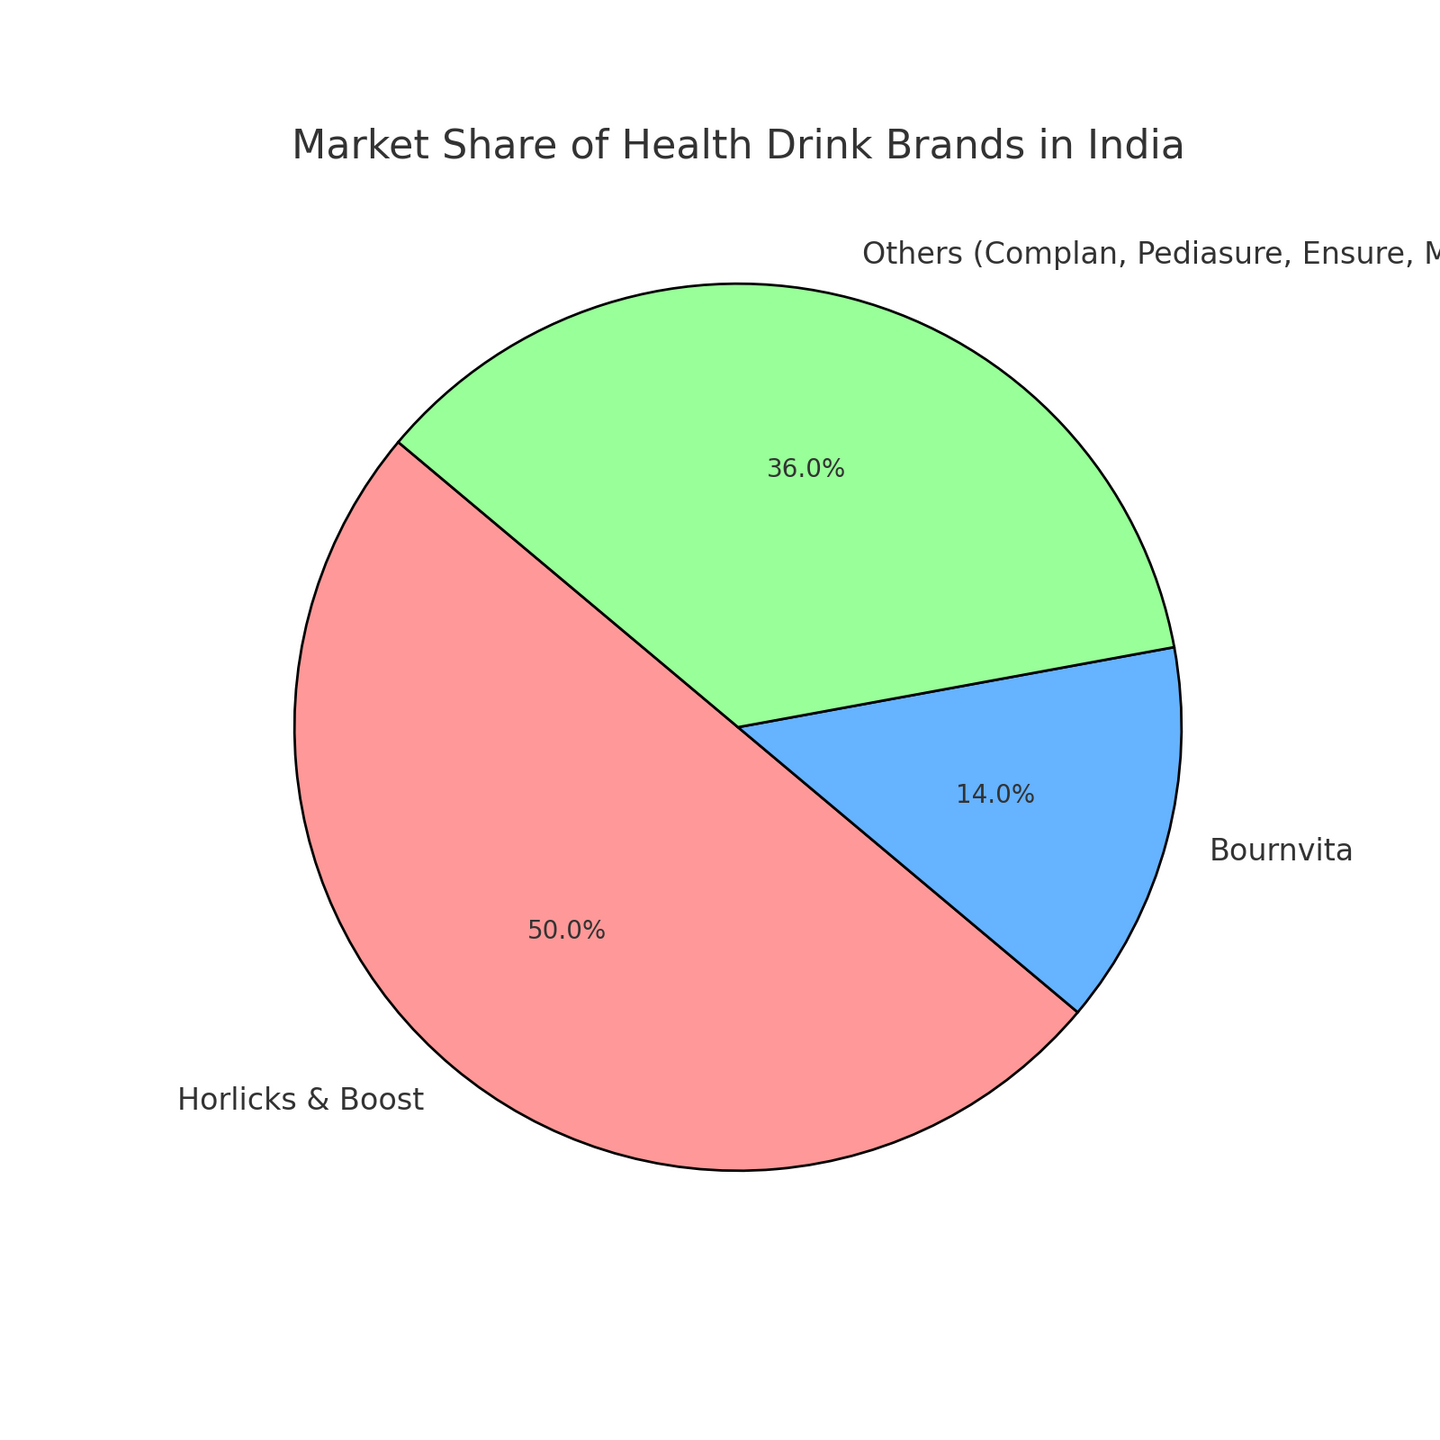 Market Share of Health Drink Brands in India
Others (Complan, Pediasure, Ensure,
36.0%
14.0%
Bournvita
50.0%
Horlicks & Boost